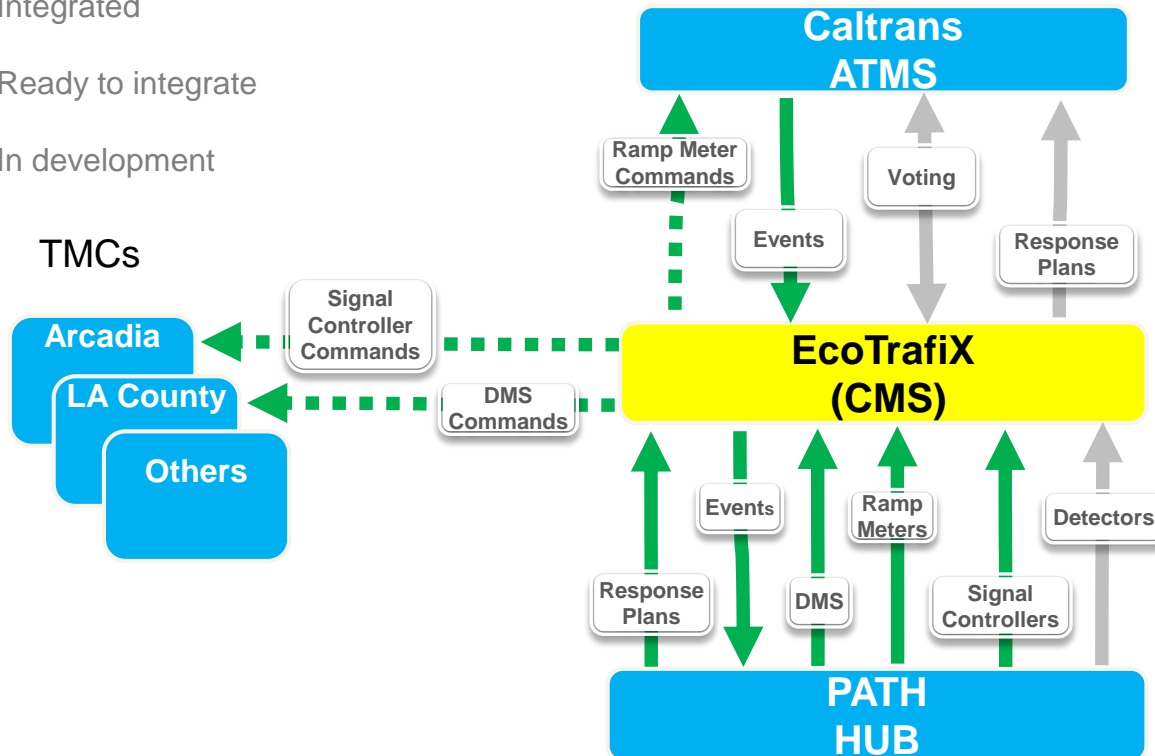 Integrated
Ready to integrate
In development
Caltrans
ATMS
Ramp Meter
Commands
Events
Voting
Response
Plans
TMCs
Signal
Controller
Commands
DMS
Commands
Arcadia
LA County
Others
EcoTrafiX
(CMS)
Response
Plans
Events
DMS
Ramp
Meters
Signal
Controllers
Detectors
PATH
HUB